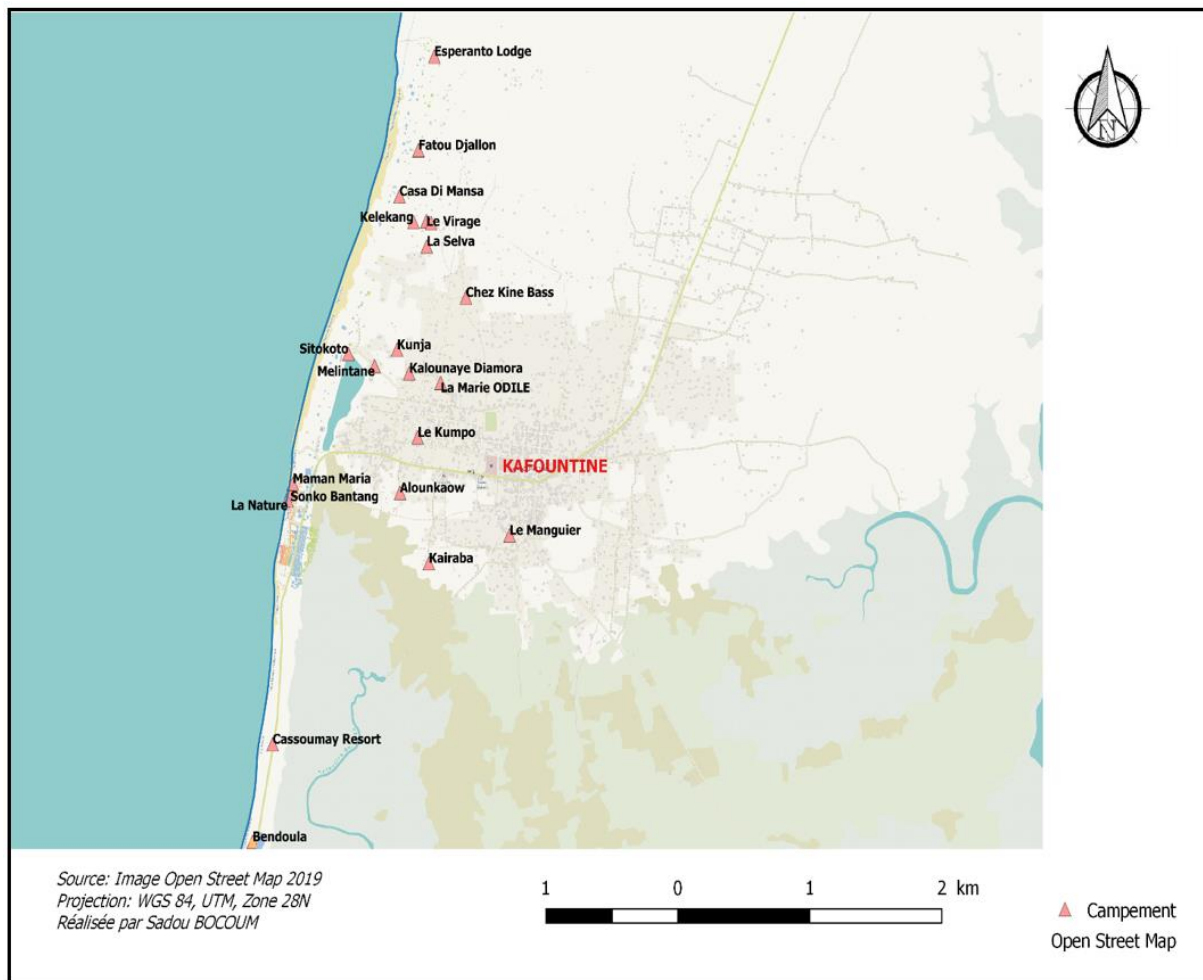 Esperanto Lodge
Fatou Djallon
Casa Di Mansa
Kelekang
Le Virage
La Selva
Chez Kine Bass
Sitokoto
Kunja
Melintane
Kalounaye Diamora
La Marie ODILE
Le Kumpo
KAFOUNTINE
Maman Maria
Sonko Bantang
La Nature
Alounkaow
Le Manguier
Kairaba
Cassoumay Resort
Bendoula
N
Source: Image Open Street Map 2019
Projection: WGS 84, UTM, Zone 28N
Réalisée par Sadou BOCOUM
1 0 1 2 km
Campement
Open Street Map